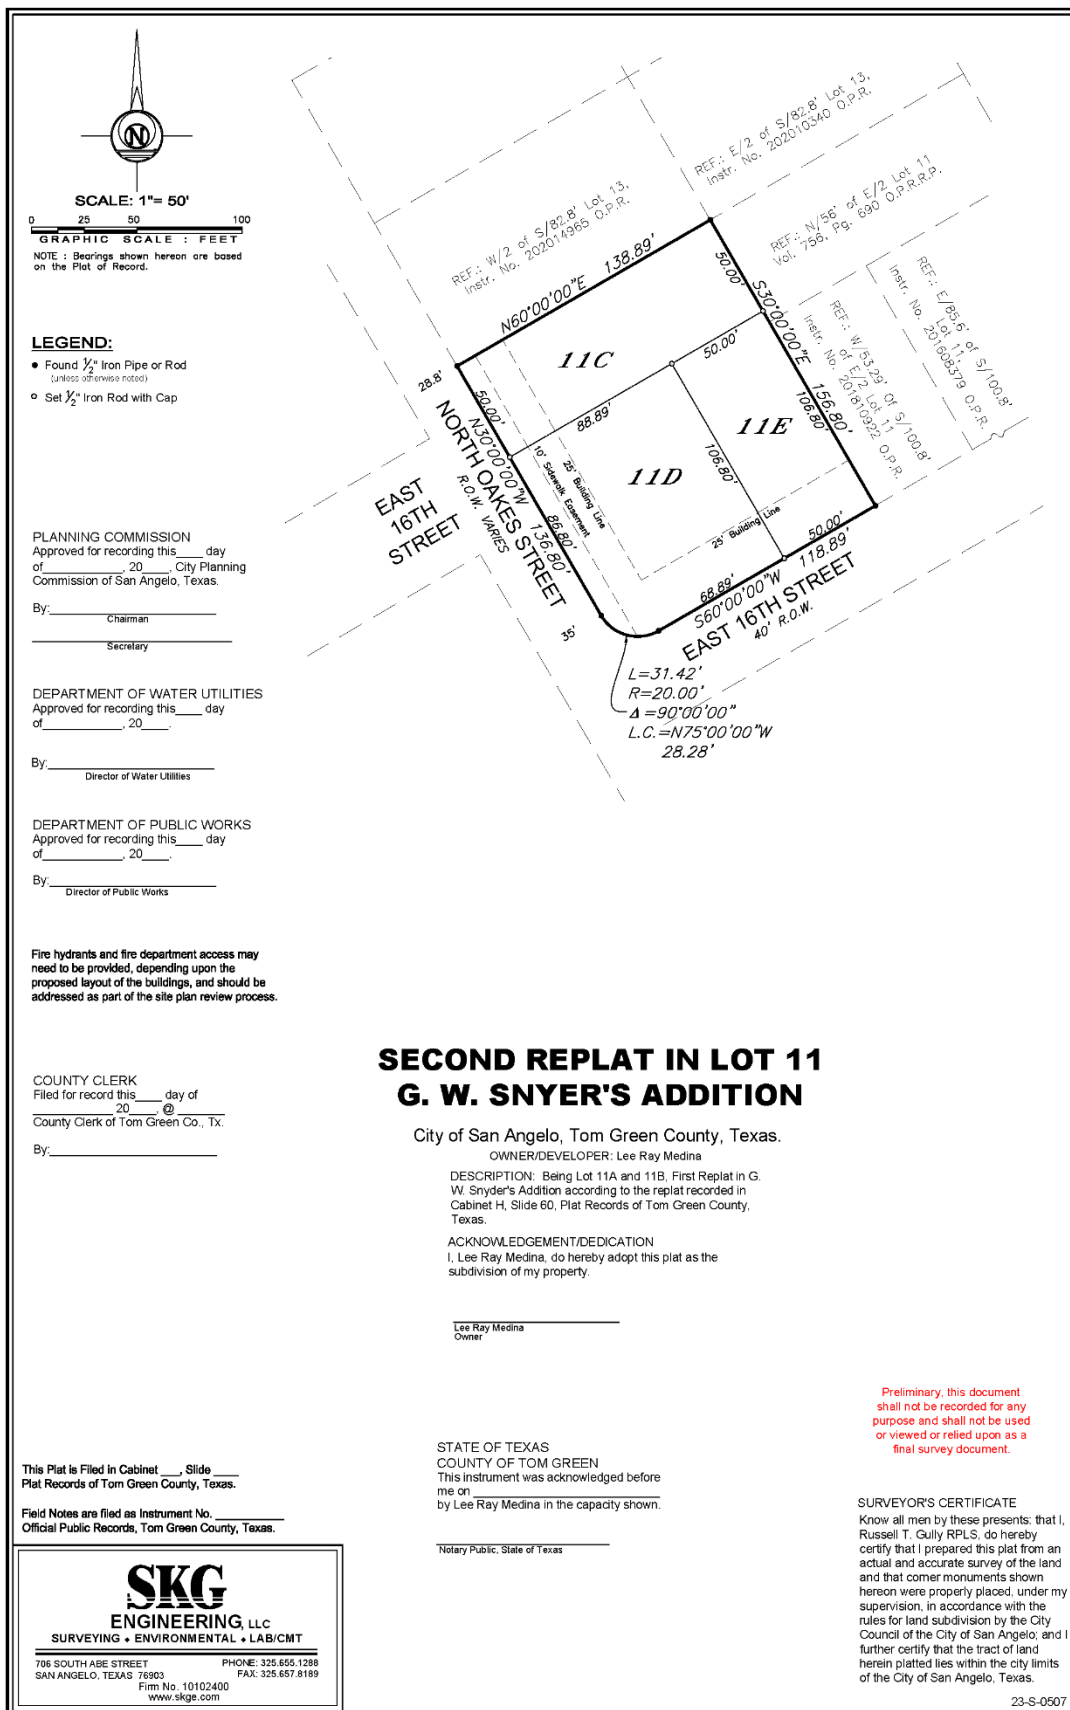 N
SCALE: 1"= 50'
0 25 50 100
GRAPHIC SCALE : FEET
NOTE : Bearings shown hereon are based
on the Plat of Record.
LEGEND:
Found 1/2" Iron Pipe or Rod
(unless otherwise noted)
Set 1/2" Iron Rod with Cap
REF.: W/2 of S/82.8' Lot 13,
Instr. No. 202014965 O.P.R.
REF.: E/2 of S/82.8' Lot 13,
Instr. No. 202010340 O.P.R.
REF.: N/56' of E/2 Lot 11
Vol. 756, Pg. 690 O.P.R.R.P.
REF.: W/53.29' Of S/100.8'
of E/2 Lot 11
Instr. No. 201810922 O.P.R.
REF.: E/85.6' of S/100.8'
Lot 11,
Instr. No. 201608379 O.P.R.
N60°00'00"E 138.89'
50.00'
S30°00'00"E 156.80'
106.80'
11C
50.00'
88.89'
11E
11D
106.80'
28.8'
50.00'
N30°00'00"W 136.80'
86.80'
NORTH OAKES STREET
R.O.W. VARIES
10' Sidewalk Easement
25' Building Line
25' Building Line
EAST
16TH
STREET
35'
68.89'
50.00'
S60°00'00"W 118.89'
EAST 16TH STREET
40' R.O.W.
L=31.42'
R=20.00'
Δ=90°00'00"
L.C.=N75°00'00"W
28.28'
PLANNING COMMISSION
Approved for recording this____ day
of____________, 20____, City Planning
Commission of San Angelo, Texas.
By:
Chairman
Secretary
DEPARTMENT OF WATER UTILITIES
Approved for recording this____ day
of____________, 20____.
By:
Director of Water Utilities
DEPARTMENT OF PUBLIC WORKS
Approved for recording this____ day
of____________, 20____.
By:
Director of Public Works
Fire hydrants and fire department access may
need to be provided, depending upon the
proposed layout of the buildings, and should be
addressed as part of the site plan review process.
COUNTY CLERK
Filed for record this____ day of
____________ 20____, @ _______
County Clerk of Tom Green Co., Tx.
By:
SECOND REPLAT IN LOT 11
G. W. SNYER'S ADDITION
City of San Angelo, Tom Green County, Texas.
OWNER/DEVELOPER: Lee Ray Medina
DESCRIPTION: Being Lot 11A and 11B, First Replat in G.
W. Snyder's Addition according to the replat recorded in
Cabinet H, Slide 60, Plat Records of Tom Green County,
Texas.
ACKNOWLEDGEMENT/DEDICATION
I, Lee Ray Medina, do hereby adopt this plat as the
subdivision of my property.
Lee Ray Medina
Owner
Preliminary, this document
shall not be recorded for any
purpose and shall not be used
or viewed or relied upon as a
final survey document.
STATE OF TEXAS
COUNTY OF TOM GREEN
This instrument was acknowledged before
me on
by Lee Ray Medina in the capacity shown.
Notary Public, State of Texas
This Plat is Filed in Cabinet ___, Slide ____
Plat Records of Tom Green County, Texas.
Field Notes are filed as Instrument No. __________
Official Public Records, Tom Green County, Texas.
SURVEYOR'S CERTIFICATE
Know all men by these presents: that I,
Russell T. Gully RPLS, do hereby
certify that I prepared this plat from an
actual and accurate survey of the land
and that corner monuments shown
hereon were properly placed, under my
supervision, in accordance with the
rules for land subdivision by the City
Council of the City of San Angelo; and I
further certify that the tract of land
herein platted lies within the city limits
of the City of San Angelo, Texas.
SKG
ENGINEERING, LLC
SURVEYING ♦ ENVIRONMENTAL ♦ LAB/CMT
706 SOUTH ABE STREET
SAN ANGELO, TEXAS 76903
PHONE: 325.655.1288
FAX: 325.657.8189
Firm No. 10102400
www.skge.com
23-S-0507